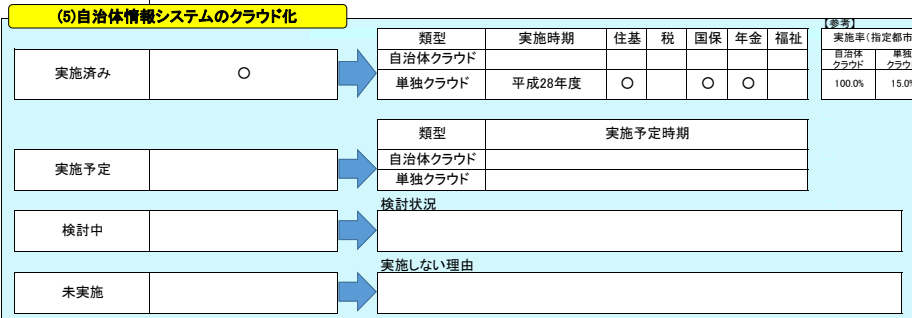 (5)自治体情報システムのクラウド化
【参考】
類型 実施時期 住基 税 国保 年金 福祉
実施率(指定都市
自治体クラウド
自治体
クラウド
単独
クラウ
実施済み ○
単独クラウド 平成28年度 ○ ○ ○
100.0% 15.0%
類型 実施予定時期
実施予定
自治体クラウド
単独クラウド
検討状況
検討中
実施しない理由
未実施